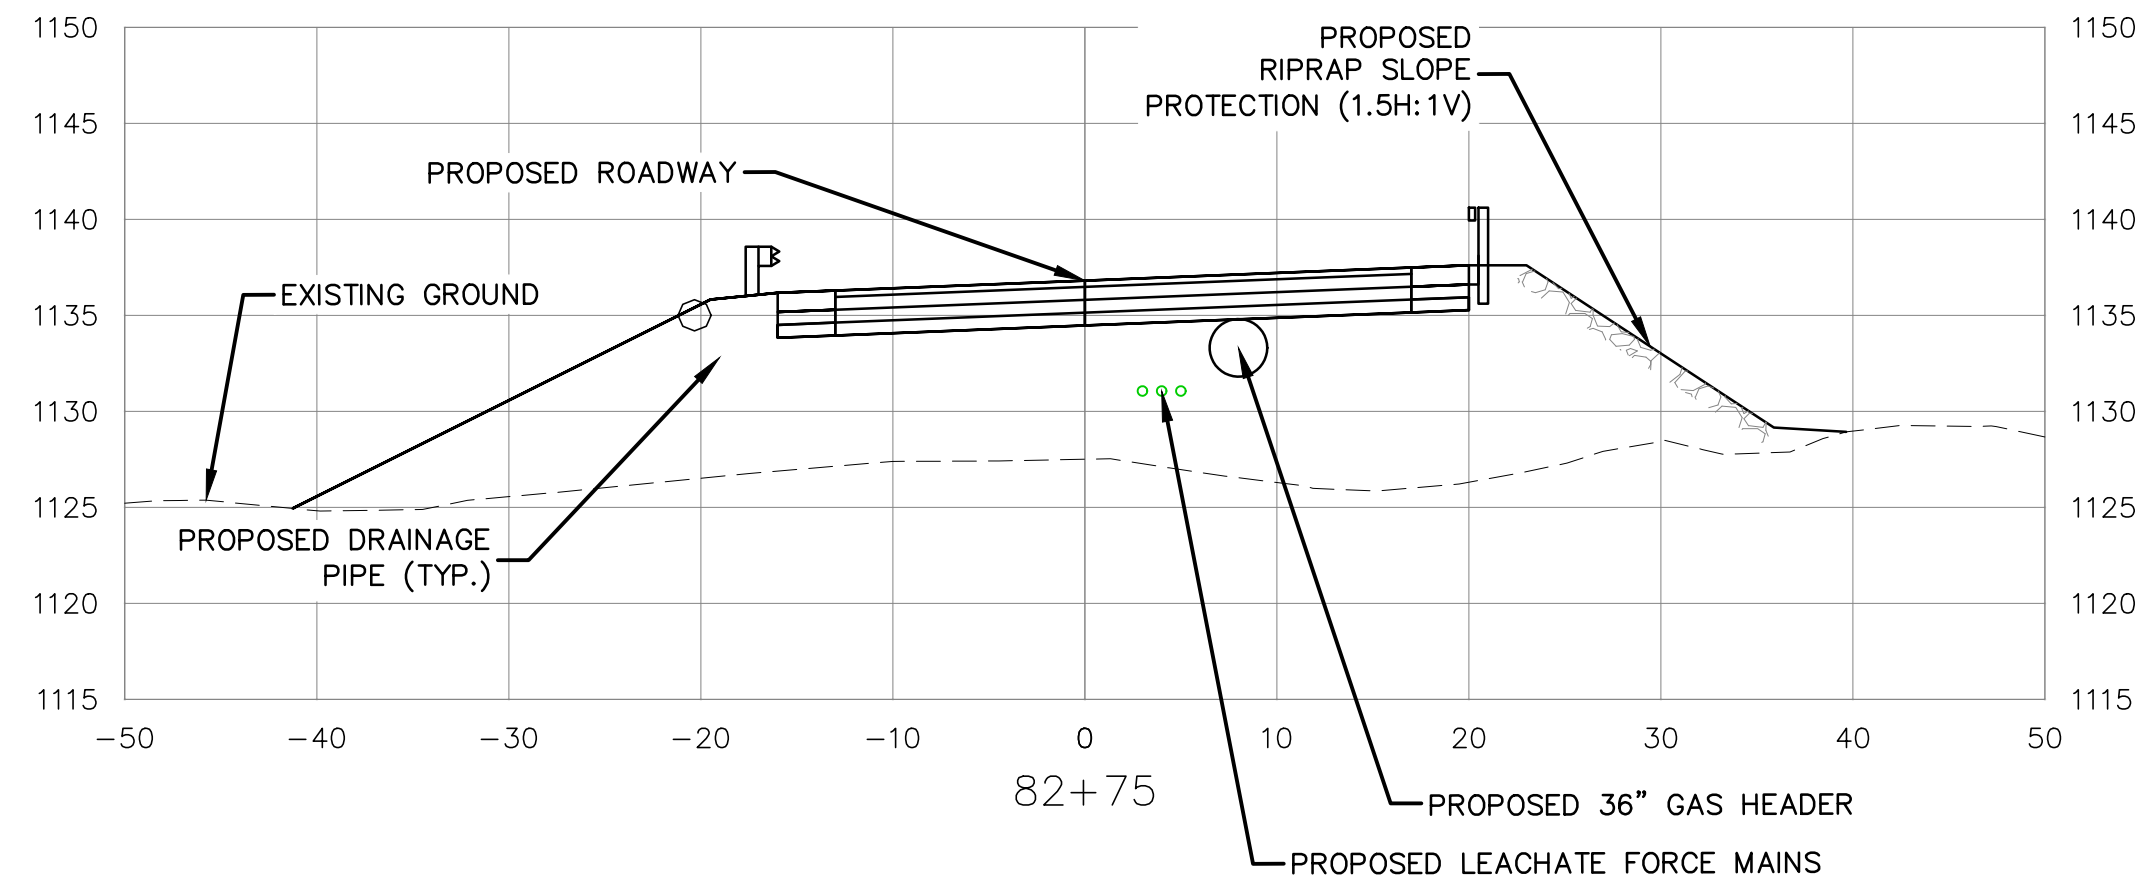 1150
1150
PROPOSED
RIPRAP SLOPE
PROTECTION (1.5H:1V)
1145
1145
PROPOSED ROADWAY
1140
1140
EXISTING GROUND
1135
1135
1130
1130
1125
1125
PROPOSED DRAINAGE
PIPE (TYP.)
1120
1120
1115
1115
-50 -40 -30 -20 -10 0 10 20 30 40 50
82+75
PROPOSED 36" GAS HEADER
PROPOSED LEACHATE FORCE MAINS